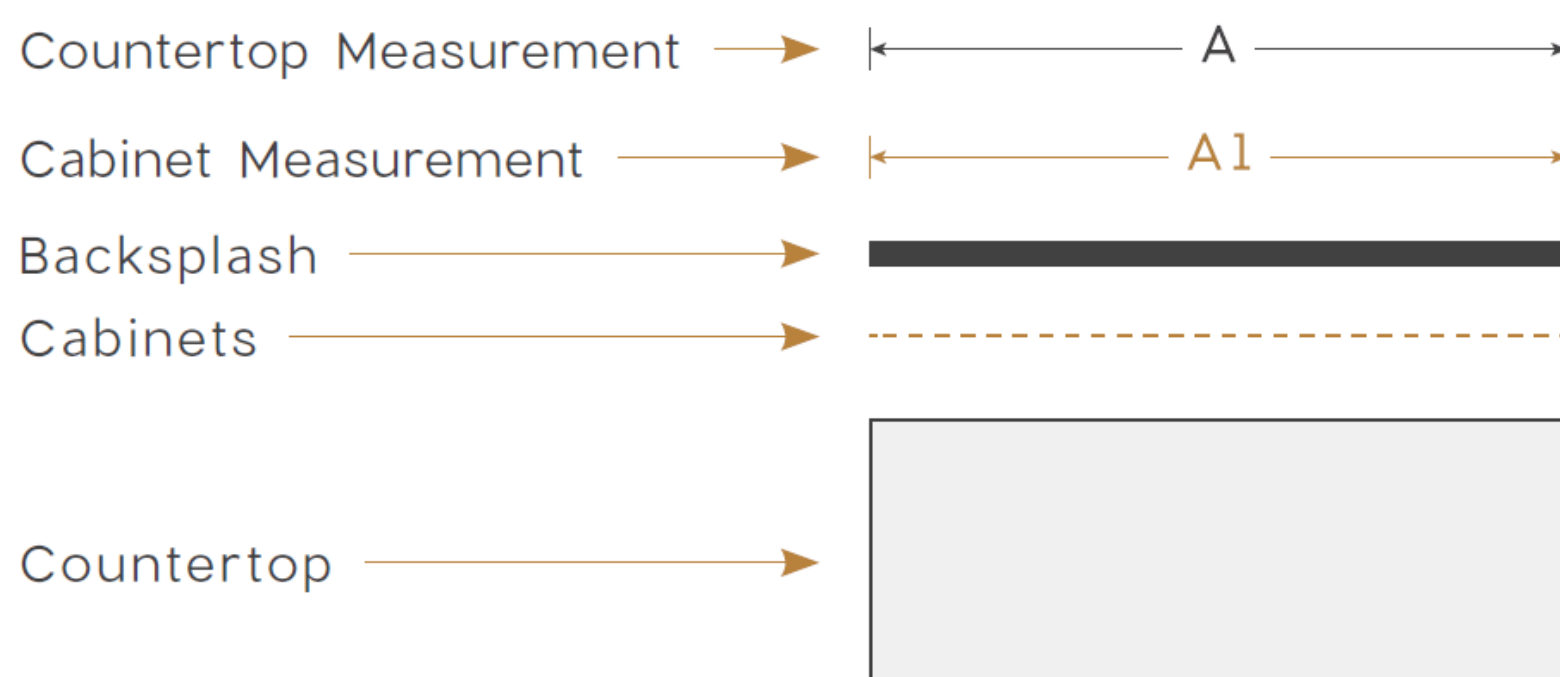 Countertop Measurement A
Cabinet Measurement A1
Backsplash
Cabinets
Countertop